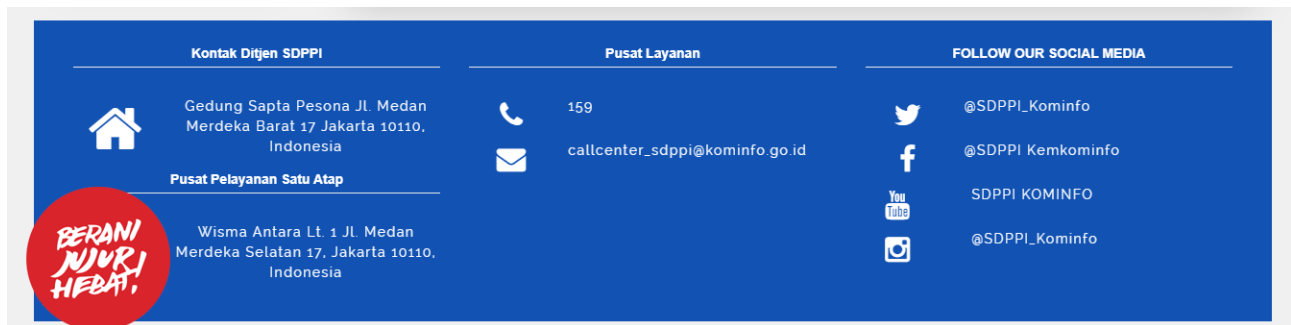 Kontak Ditjen SDPPI
Gedung Sapta Pesona Jl. Medan
Merdeka Barat 17 Jakarta 10110,
Indonesia
Pusat Pelayanan Satu Atap
Wisma Antara Lt. 1 Jl. Medan
Merdeka Selatan 17, Jakarta 10110,
Indonesia
BERANI
JUJUR!
HEBAT!
Pusat Layanan
159
callcenter_sdppi@kominfo.go.id
FOLLOW OUR SOCIAL MEDIA
@SDPPI_Kominfo
@SDPPI Kemkominfo
You
Tube
SDPPI KOMINFO
@SDPPI_Kominfo